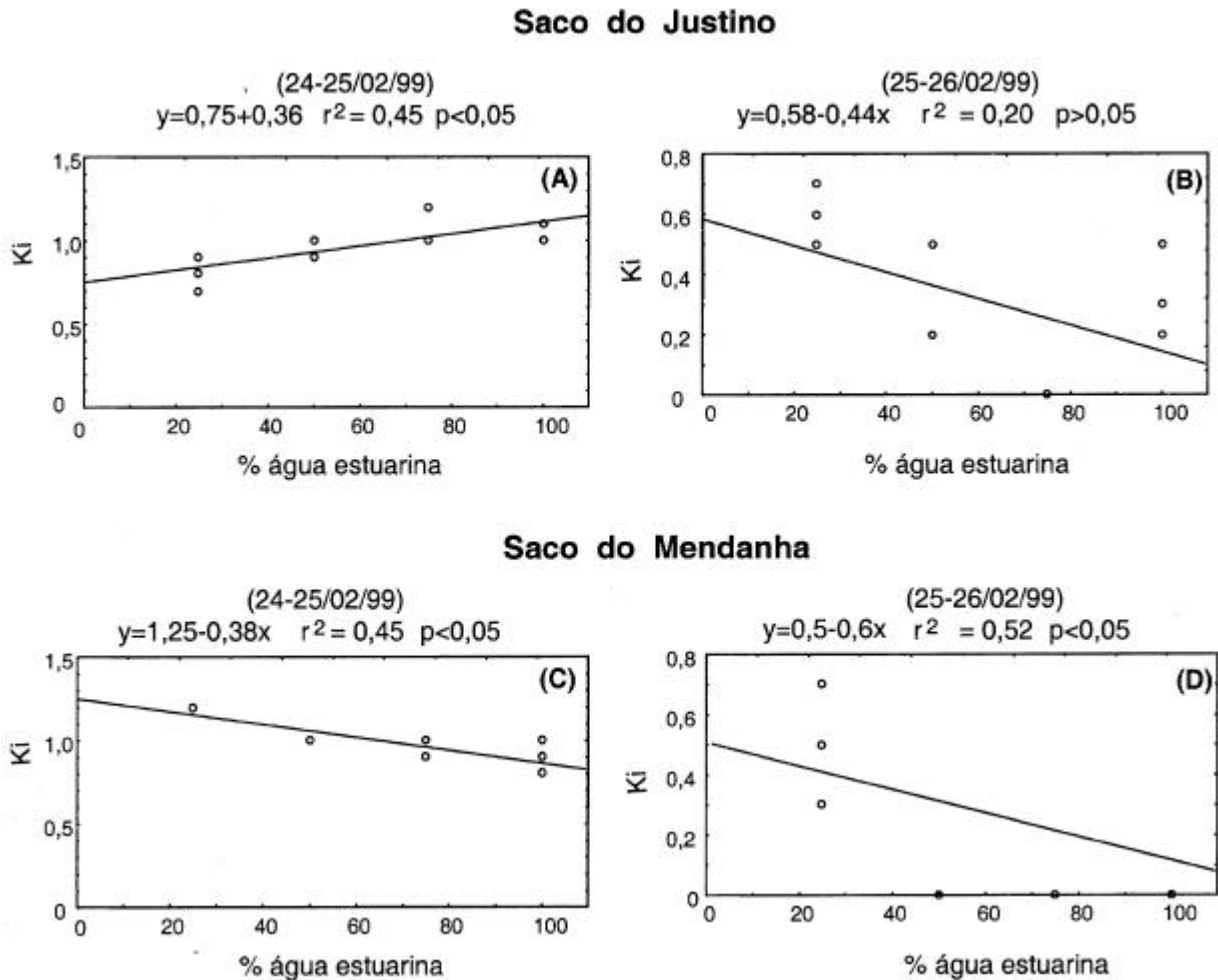 Saco do Justino
(24-25/02/99)
y=0,75+0,36 r² = 0,45 p<0,05
1,5
1,0
0,5
0
Ki
(A)
0 20 40 60 80 100
% água estuarina
(25-26/02/99)
y=0,58-0,44x r² = 0,20 p>0,05
0,8
0,6
0,4
0,2
0
Ki
(B)
0 20 40 60 80 100
% água estuarina
Saco do Mendanha
(24-25/02/99)
y=1,25-0,38x r² = 0,45 p<0,05
1,5
1,0
0,5
0
Ki
(C)
0 20 40 60 80 100
% água estuarina
(25-26/02/99)
y=0,5-0,6x r² = 0,52 p<0,05
0,8
0,6
0,4
0,2
0
Ki
(D)
0 20 40 60 80 100
% água estuarina